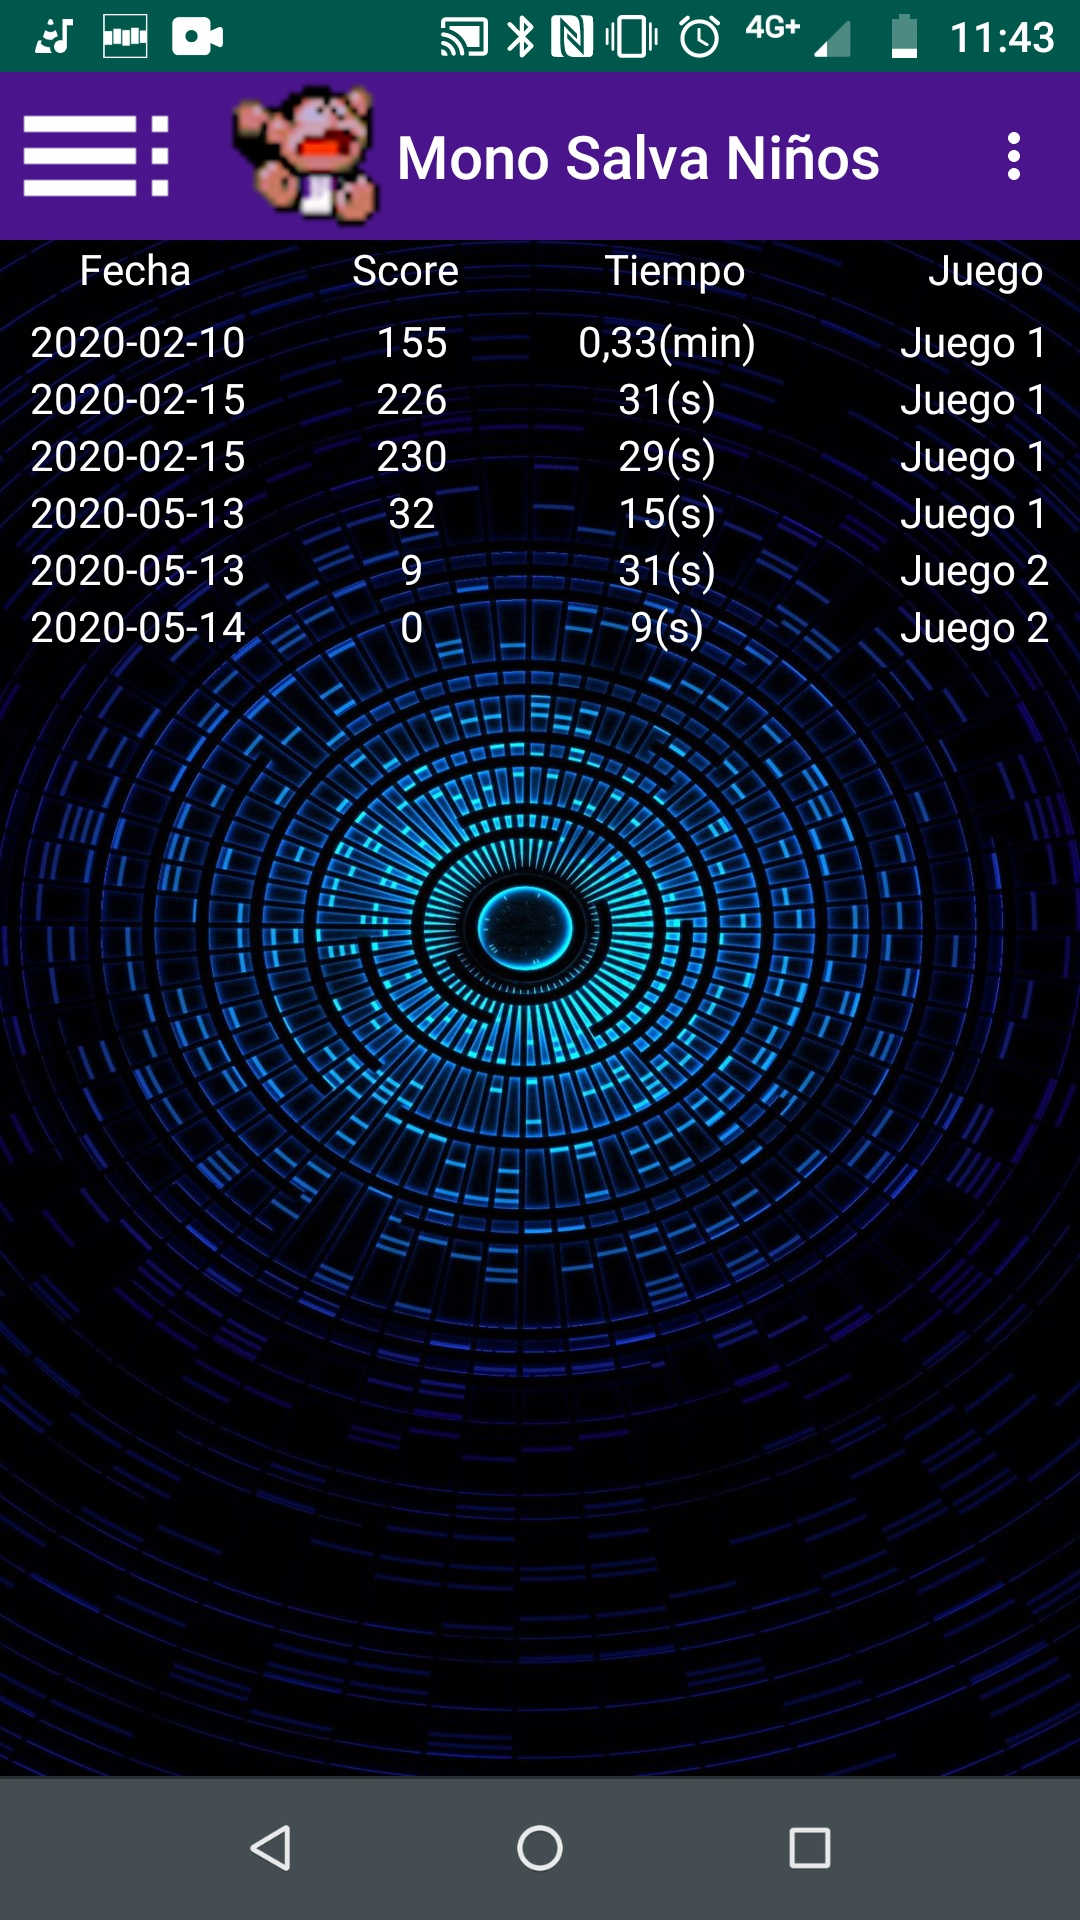 4G+ 11:43
Mono Salva Niños
Fecha Score Tiempo Juego
2020-02-10 155 0,33(min) Juego 1
2020-02-15 226 31(s) Juego 1
2020-02-15 230 29(s) Juego 1
2020-05-13 32 15(s) Juego 1
2020-05-13 9 31(s) Juego 2
2020-05-14 0 9(s) Juego 2